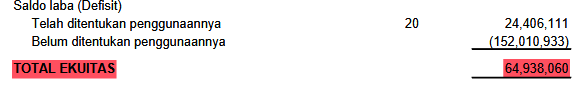 Saldo laba (Defisit)
Telah ditentukan penggunaannya 20 24,406,111
Belum ditentukan penggunaannya (152,010,933)
TOTAL EKUITAS 64,938,060